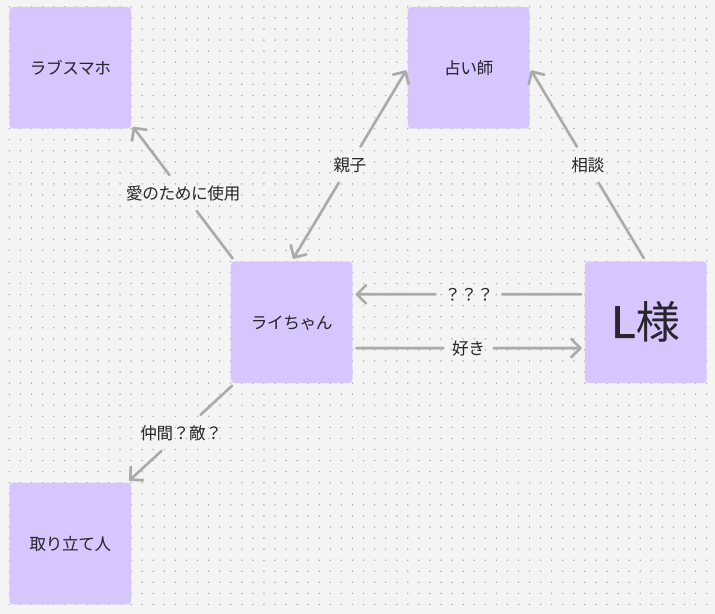 ラブスマホ
占い師
親子
相談
愛のために使用
？？？
ライちゃん
L様
好き
仲間？敵？
取り立て人